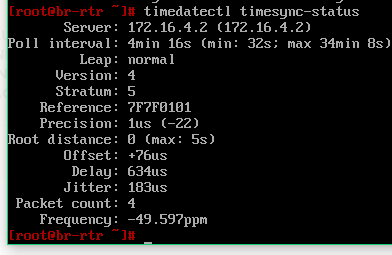 [root@br-rtr ~]# timedatectl timesync-status
Server: 172.16.4.2 (172.16.4.2)
Poll interval: 4min 16s (min: 32s; max 34min 8s)
Leap: normal
Version: 4
Stratum: 5
Reference: 7F7F0101
Precision: 1us (-22)
Root distance: 0 (max: 5s)
Offset: +76us
Delay: 634us
Jitter: 183us
Packet count: 4
Frequency: -49.597ppm
[root@br-rtr ~]# _